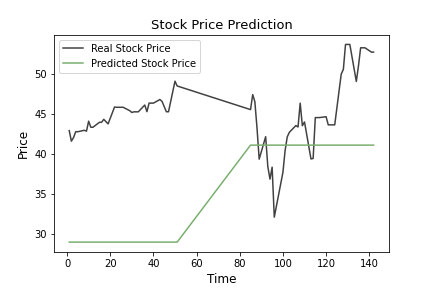 Stock Price Prediction
Real Stock Price
Predicted Stock Price
Price
50
45
40
35
30
0 20 40 60 80 100 120 140
Time